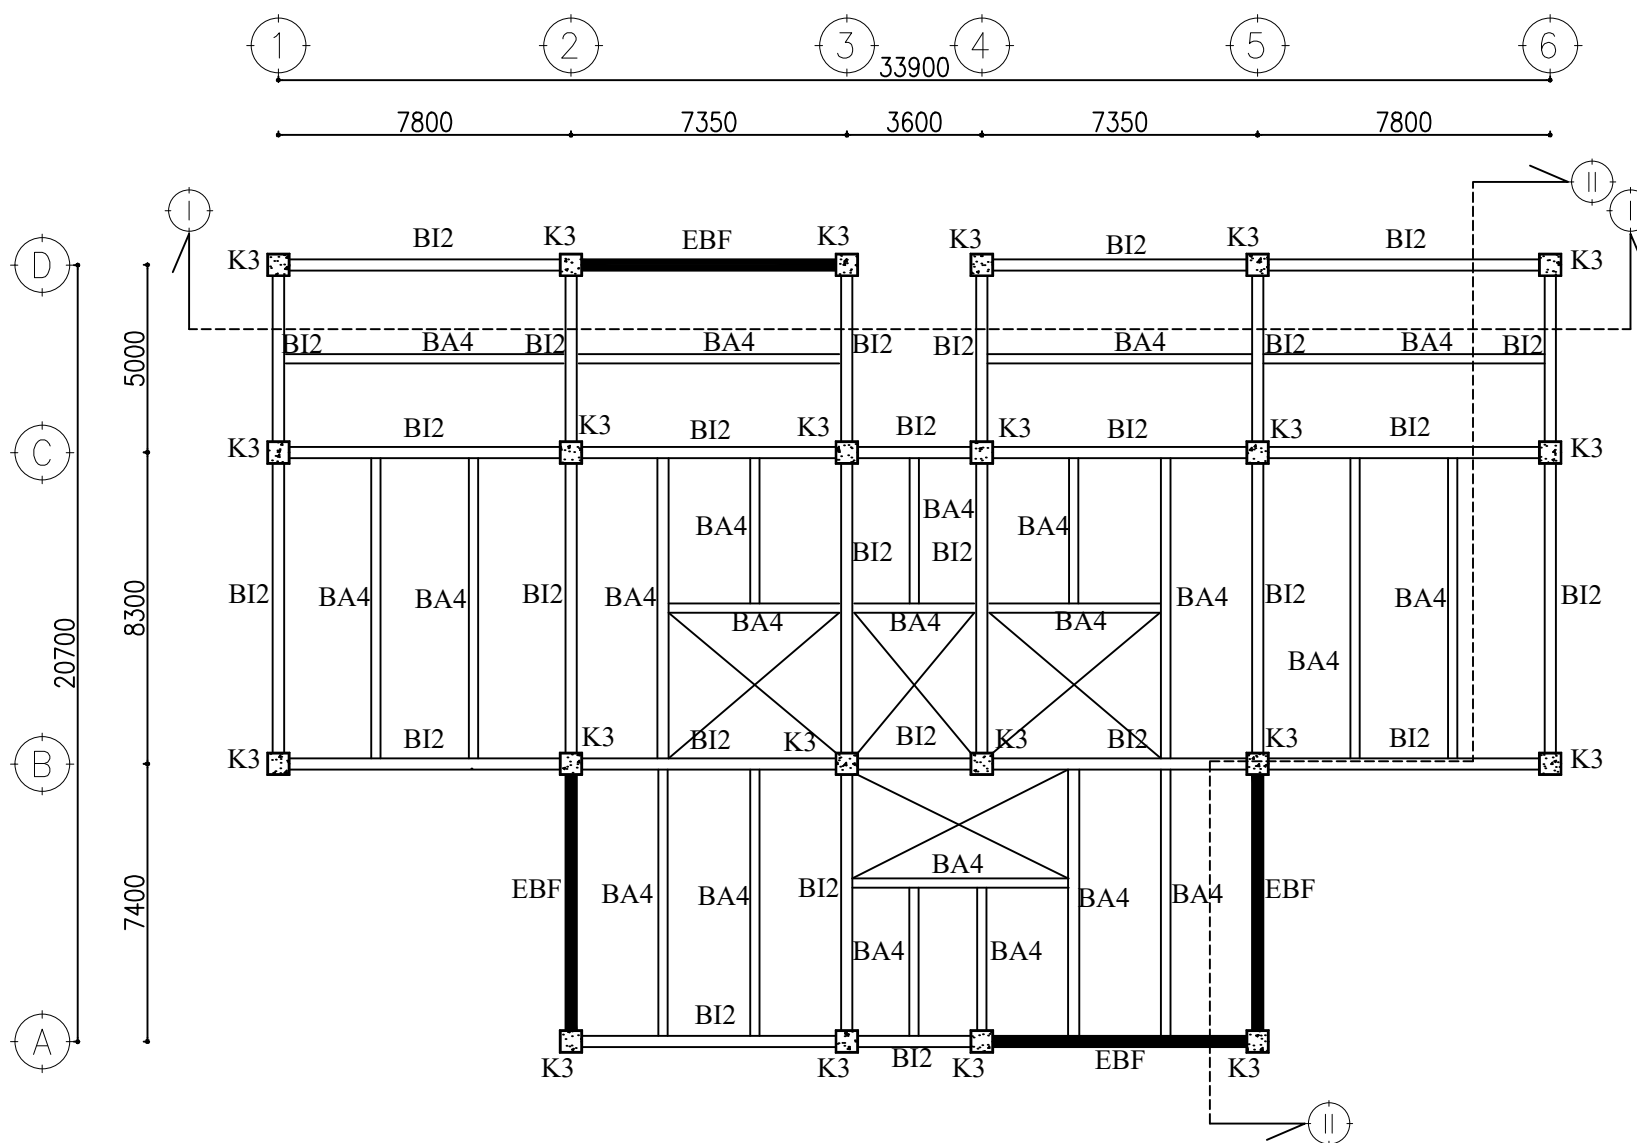 1 2 3 4 5 6
33900
7800 7350 3600 7350 7800
II
I I
D K3 BI2 K3 EBF K3 K3 BI2 K3 BI2 K3
5000
BI2 BA4 BI2 BA4 BI2 BI2 BA4 BI2 BA4 BI2
C K3 BI2 K3 BI2 K3 BI2 K3 BI2 K3 BI2 K3
BA4 BA4 BA4
BI2 BI2
8300
BI2 BA4 BA4 BI2 BA4 BA4 BI2 BA4 BI2
20700
BA4 BA4 BA4
BA4
B K3 BI2 K3 BI2 K3 BI2 K3 BI2 K3 BI2 K3
BA4
7400
EBF BA4 BA4 BI2 BA4 BA4 EBF
BA4 BA4
BI2
A
K3 K3 BI2 K3 EBF K3
II